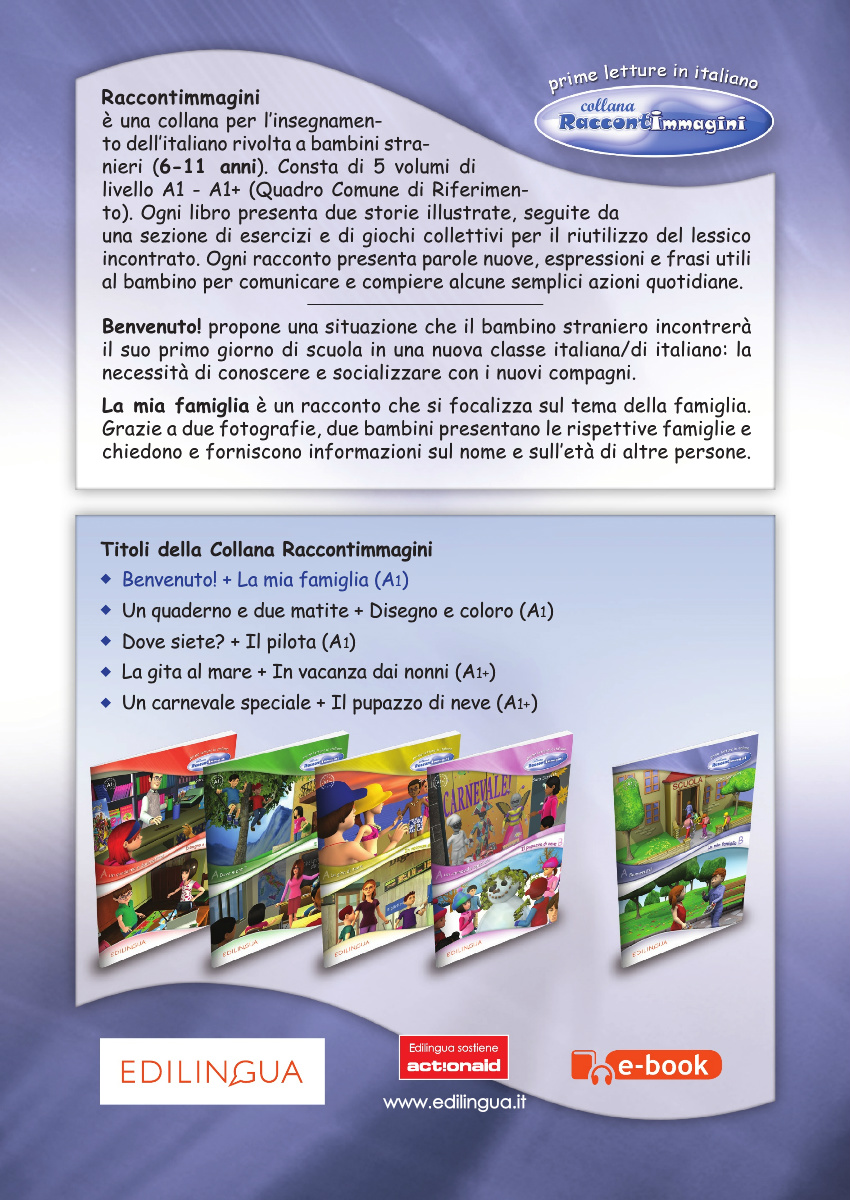 prime letture in italiano
collana
Raccontimmagini
Raccontimmagini
è una collana per l'insegnamen-
to dell'italiano rivolta a bambini stra-
nieri (6-11 anni). Consta di 5 volumi di
livello A1 - A1+ (Quadro Comune di Riferimen-
to). Ogni libro presenta due storie illustrate, seguite da
una sezione di esercizi e di giochi collettivi per il riutilizzo del lessico
incontrato. Ogni racconto presenta parole nuove, espressioni e frasi utili
al bambino per comunicare e compiere alcune semplici azioni quotidiane.
Benvenuto! propone una situazione che il bambino straniero incontrerà
il suo primo giorno di scuola in una nuova classe italiana/di italiano: la
necessità di conoscere e socializzare con i nuovi compagni.
La mia famiglia è un racconto che si focalizza sul tema della famiglia.
Grazie a due fotografie, due bambini presentano le rispettive famiglie e
chiedono e forniscono informazioni sul nome e sull'età di altre persone.
Titoli della Collana Raccontimmagini
Benvenuto! + La mia famiglia (A1)
Un quaderno e due matite + Disegno e coloro (A1)
Dove siete? + Il pilota (A1)
La gita al mare + In vacanza dai nonni (A1+)
Un carnevale speciale + Il pupazzo di neve (A1+)
CARNEVALE!
SCUOLA
EDILINGUA
EDILINGUA
EDILINGUA
EDILINGUA
EDILINGUA
EDILINGUA
Edilingua sostiene
act!onaid
www.edilingua.it
e-book